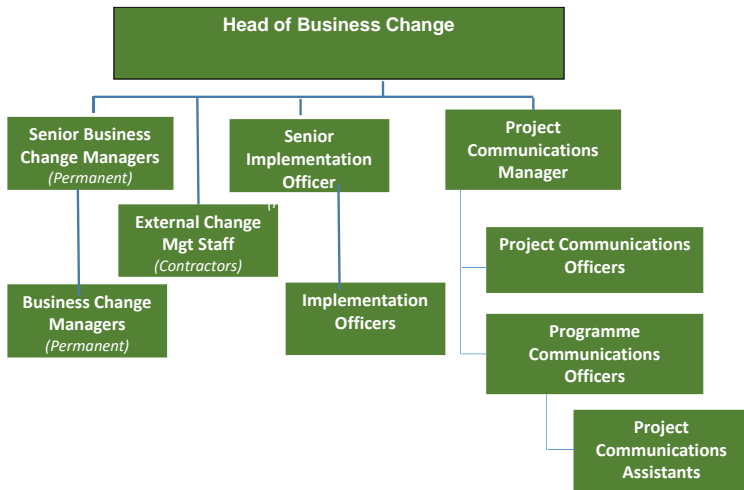 Head of Business Change
Senior Business
Change Managers
(Permanent)
Senior
Implementation
Officer
Project
Communications
Manager
External Change
Mgt Staff
(Contractors)
Project Communications
Officers
Business Change
Managers
(Permanent)
Implementation
Officers
Programme
Communications
Officers
Project
Communications
Assistants